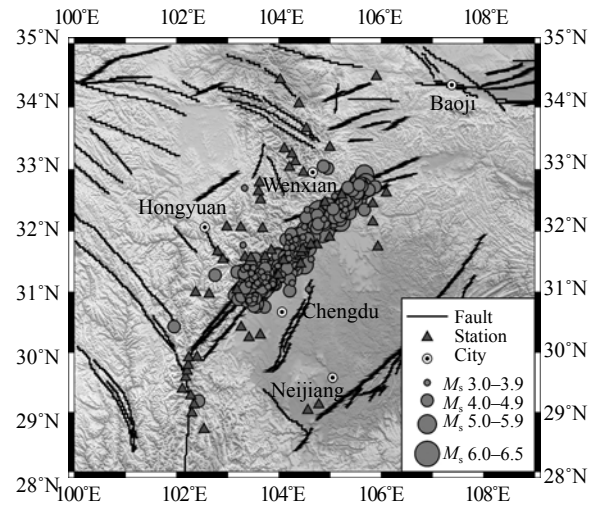 100°E 102°E 104°E 106°E 108°E
35°N 35°N
34°N 34°N
Baoji
33°N 33°N
Wenxian
Hongyuan
32°N 32°N
31°N 31°N
Chengdu
Fault
Station
City
30°N 30°N
Neijiang
Ms 3.0–3.9
Ms 4.0–4.9
29°N 29°N
Ms 5.0–5.9
Ms 6.0–6.5
28°N 28°N
100°E 102°E 104°E 106°E 108°E